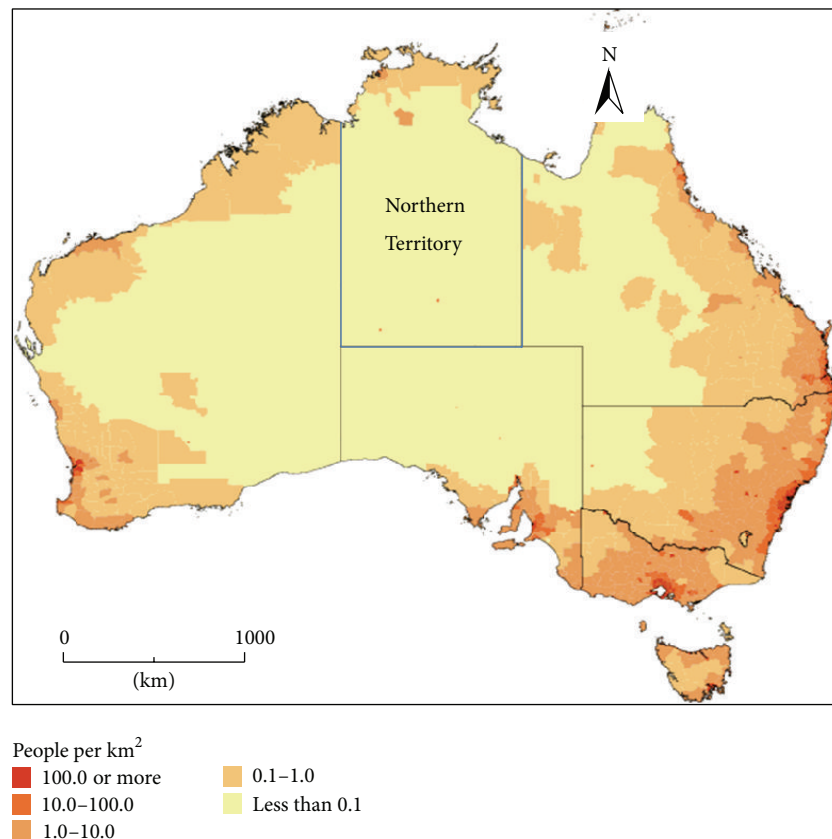 N
Northern
Territory
0 1000
(km)
People per km²
100.0 or more
10.0–100.0
1.0–10.0
0.1–1.0
Less than 0.1